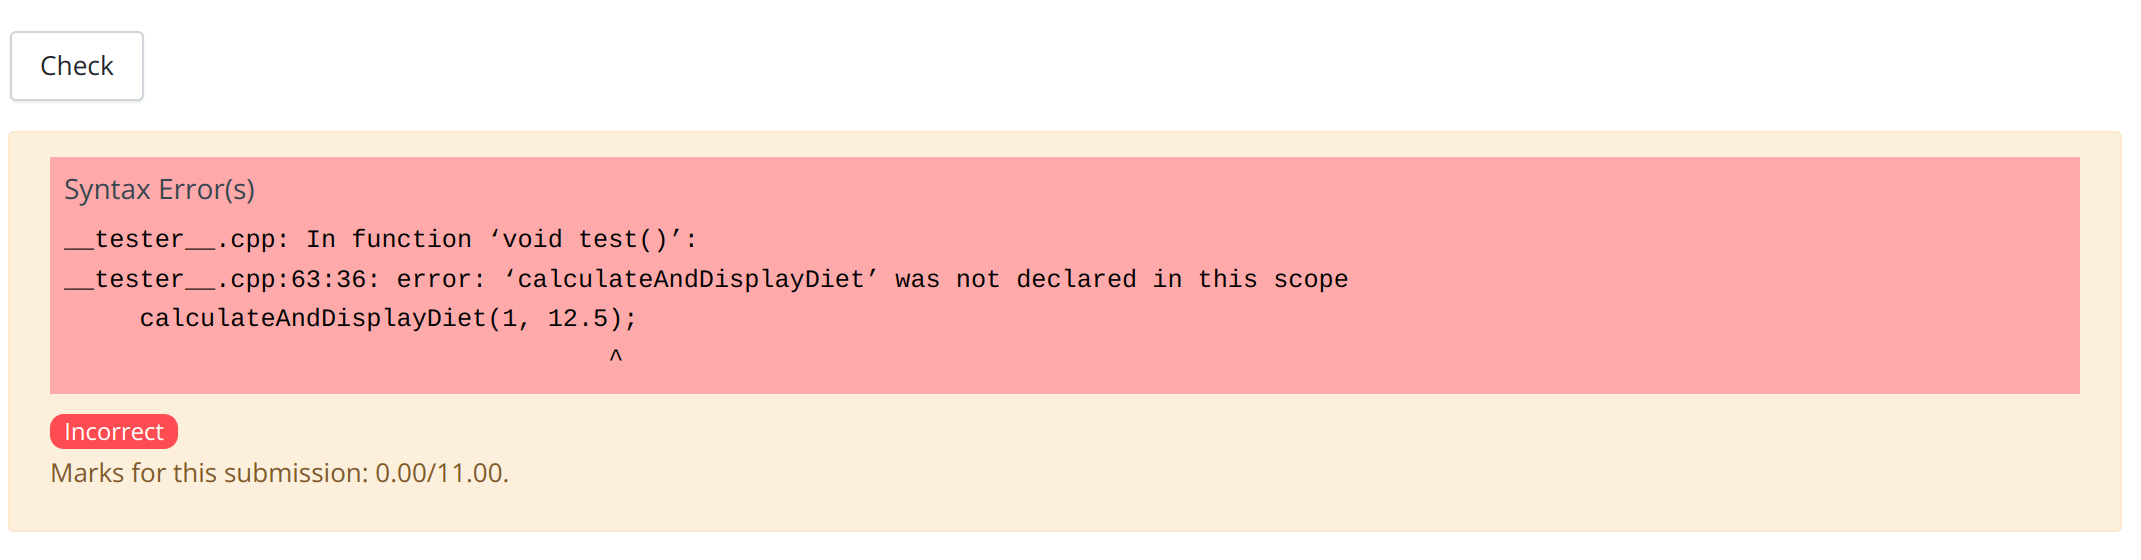 Check
Syntax Error(s)
__tester__.cpp: In function ‘void test()’:
__tester__.cpp:63:36: error: ‘calculateAndDisplayDiet’ was not declared in this scope
     calculateAndDisplayDiet(1, 12.5);
                                    ^
Incorrect
Marks for this submission: 0.00/11.00.